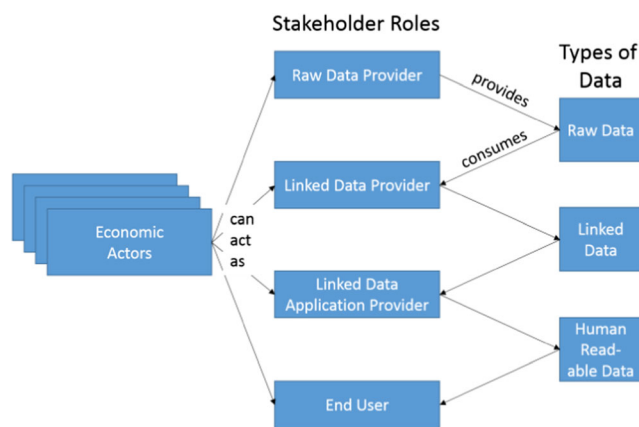 Stakeholder Roles
Types of
Data
Raw Data Provider
provides
Raw Data
consumes
Linked Data Provider
Economic
Actors
can
act
as
Linked
Data
Linked Data
Application Provider
Human
Read-
able Data
End User